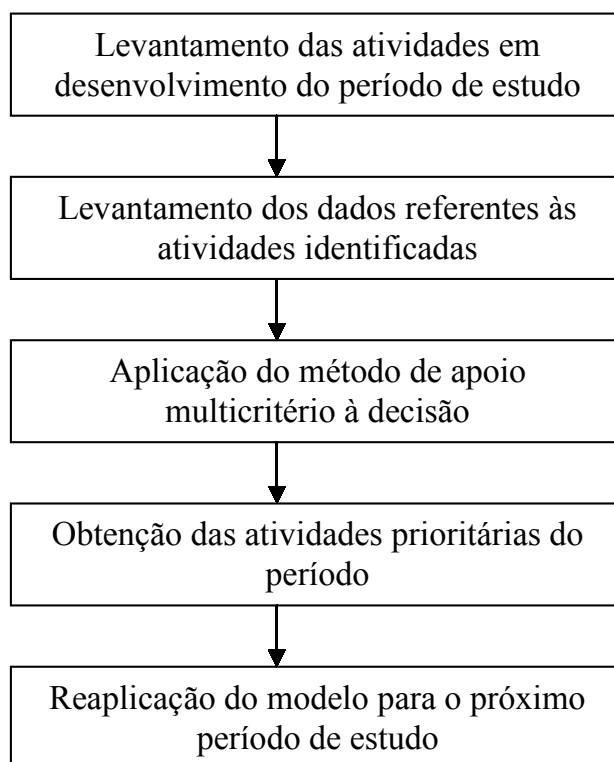 Levantamento das atividades em
desenvolvimento do período de estudo
Levantamento dos dados referentes às
atividades identificadas
Aplicação do método de apoio
multicritério à decisão
Obtenção das atividades prioritárias do
período
Reaplicação do modelo para o próximo
período de estudo